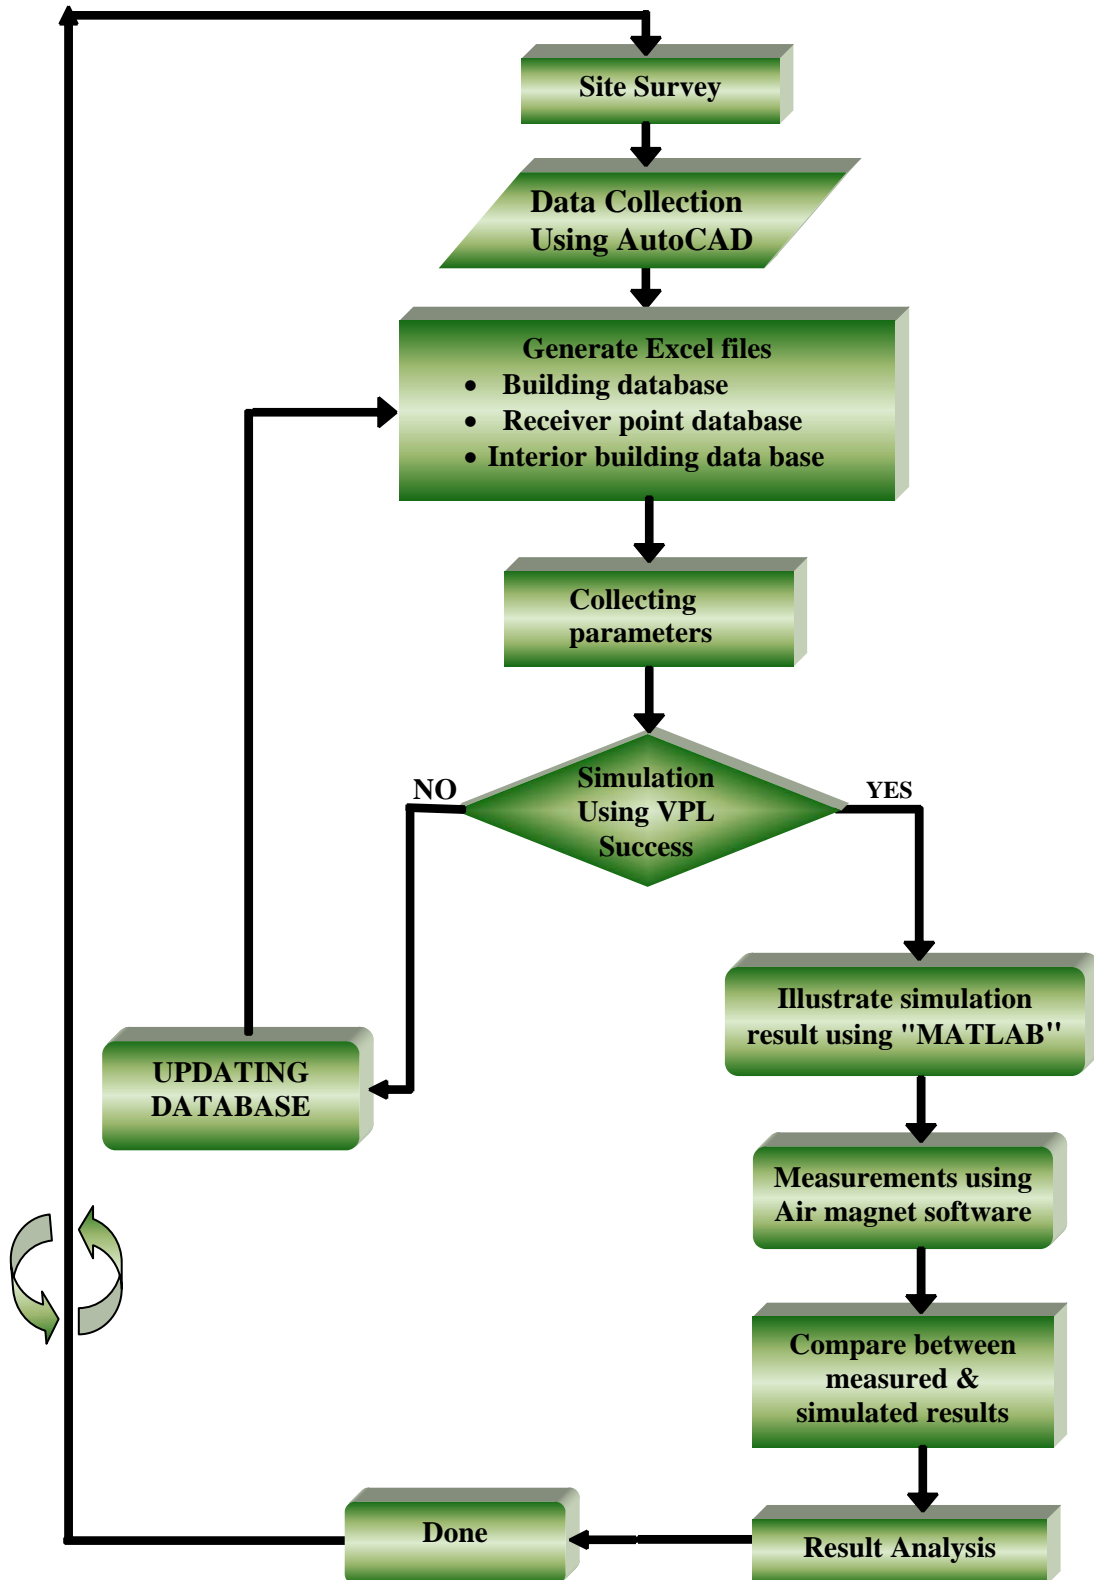 Site Survey
Data Collection
Using AutoCAD
Generate Excel files
• Building database
• Receiver point database
• Interior building data base
Collecting
parameters
Simulation
Using VPL
Success
NO
YES
Illustrate simulation
result using "MATLAB"
UPDATING
DATABASE
Measurements using
Air magnet software
Compare between
measured &
simulated results
Result Analysis
Done